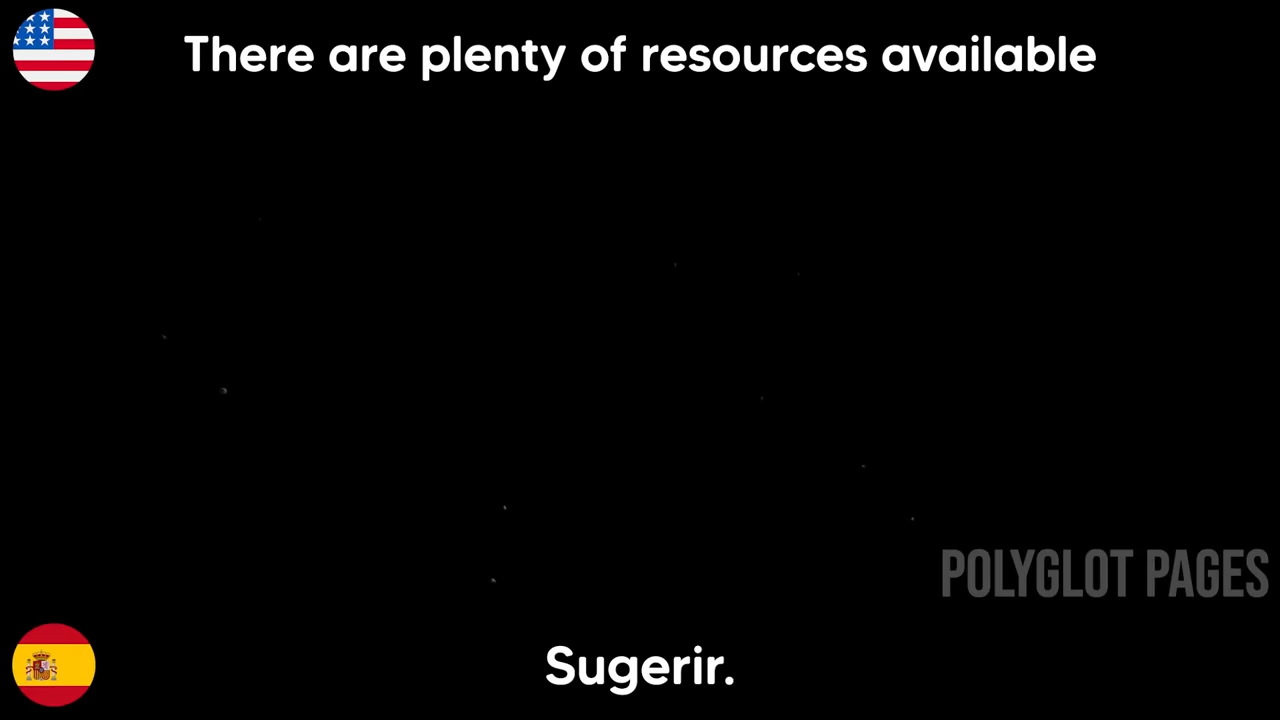 There are plenty of resources available
POLYGLOT PAGES
Sugerir.